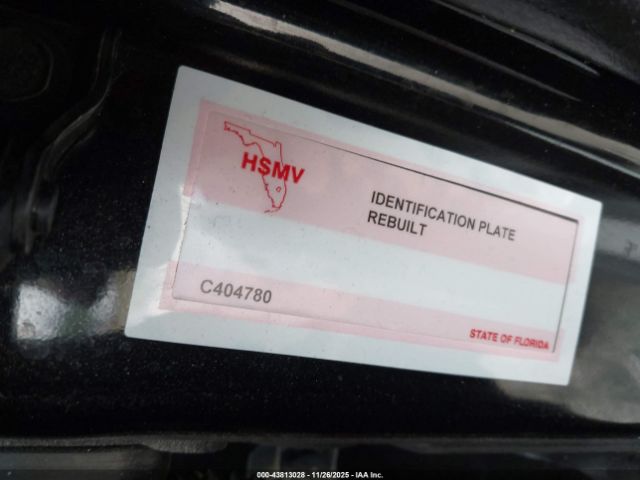 HSMV
IDENTIFICATION PLATE
REBUILT
C404780
STATE OF FLORIDA
000-43813028 | 11/26/2025 | IAA Inc.